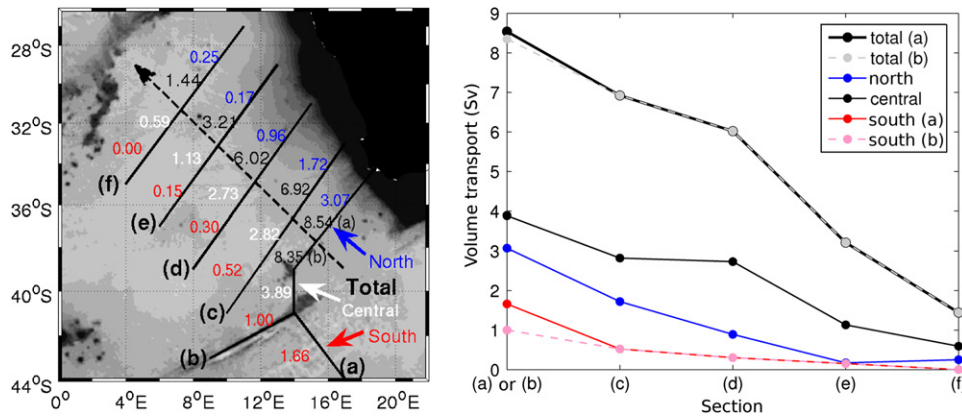 28°S
32°S
36°S
40°S
44°S
0°
4°E
8°E
12°E
16°E
20°E
0.25
1.44
0.59
0.00
(f)
0.17
3.21
1.13
0.15
(e)
0.96
6.02
2.73
0.30
(d)
1.72
6.92
2.82
0.52
(c)
3.07
8.54 (a)
8.35 (b)
North
Total
3.89
Central
1.00
South
(b)
1.66
(a)
Volume transport (Sv)
9
8
7
6
5
4
3
2
1
0
total (a)
total (b)
north
central
south (a)
south (b)
(a) or (b)
(c)
(d)
(e)
(f)
Section